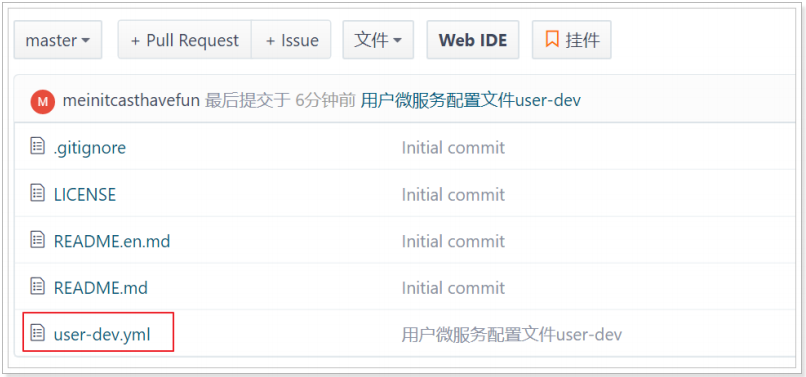 master + Pull Request + Issue 文件 Web IDE 挂件
M meinitcasthavefun 最后提交于 6分钟前 用户微服务配置文件user-dev
.gitignore Initial commit
LICENSE Initial commit
README.en.md Initial commit
README.md Initial commit
user-dev.yml 用户微服务配置文件user-dev